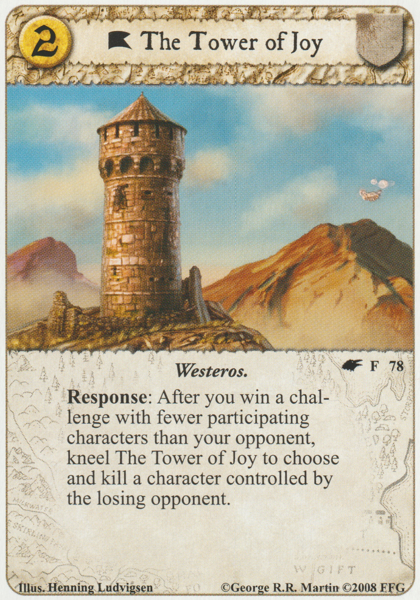 2 The Tower of Joy
Westeros. F 78
Response: After you win a chal-
lenge with fewer participating
characters than your opponent,
kneel The Tower of Joy to choose
and kill a character controlled by
the losing opponent.
W GIFT
Illus. Henning Ludvigsen ©George R.R. Martin ©2008 FFG